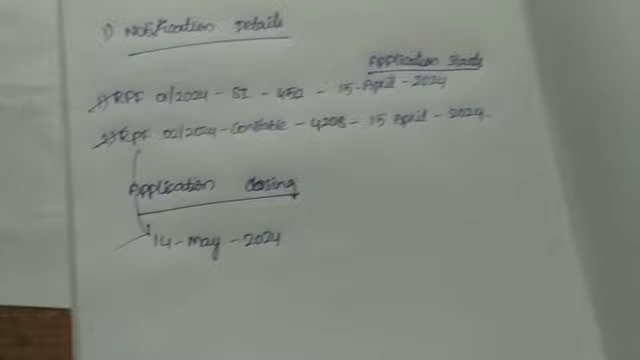 1) Notification Details
Application Starts
1) RPF 01/2024 - SI - 452 - 15 - April - 2024
2) RPF 02/2024 - Constable - 4208 - 15 April - 2024.
Application closing
14 - may - 2024